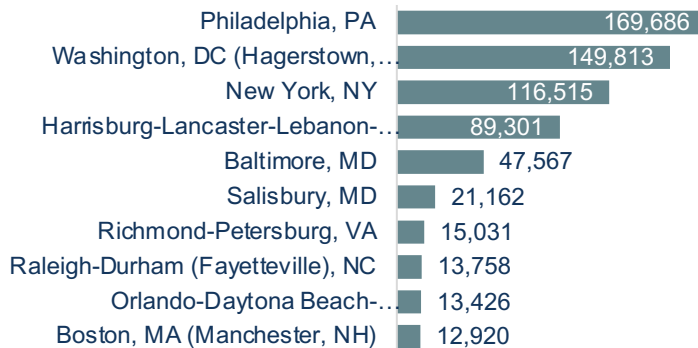 Philadelphia, PA 169,686
Washington, DC (Hagerstown,... 149,813
New York, NY 116,515
Harrisburg-Lancaster-Lebanon-... 89,301
Baltimore, MD 47,567
Salisbury, MD 21,162
Richmond-Petersburg, VA 15,031
Raleigh-Durham (Fayetteville), NC 13,758
Orlando-Daytona Beach-... 13,426
Boston, MA (Manchester, NH) 12,920